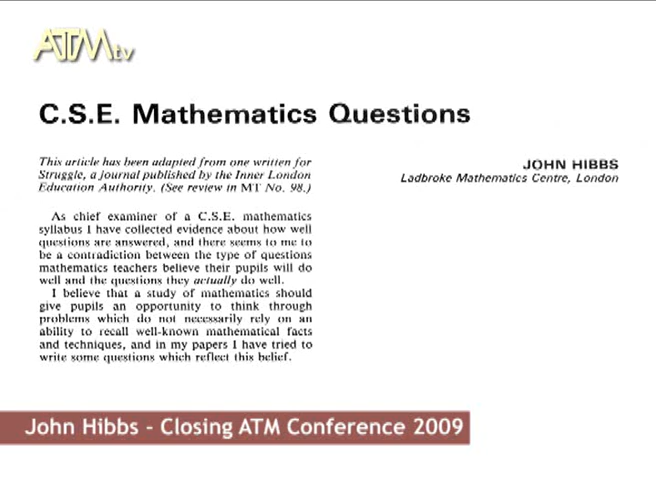 ATM tv
C.S.E. Mathematics Questions
This article has been adapted from one written for
Struggle, a journal published by the Inner London
Education Authority. (See review in MT No. 98.)
JOHN HIBBS
Ladbroke Mathematics Centre, London
As chief examiner of a C.S.E. mathematics
syllabus I have collected evidence about how well
questions are answered, and there seems to me to
be a contradiction between the type of questions
mathematics teachers believe their pupils will do
well and the questions they actually do well.
I believe that a study of mathematics should
give pupils an opportunity to think through
problems which do not necessarily rely on an
ability to recall well-known mathematical facts
and techniques, and in my papers I have tried to
write some questions which reflect this belief.
John Hibbs - Closing ATM Conference 2009